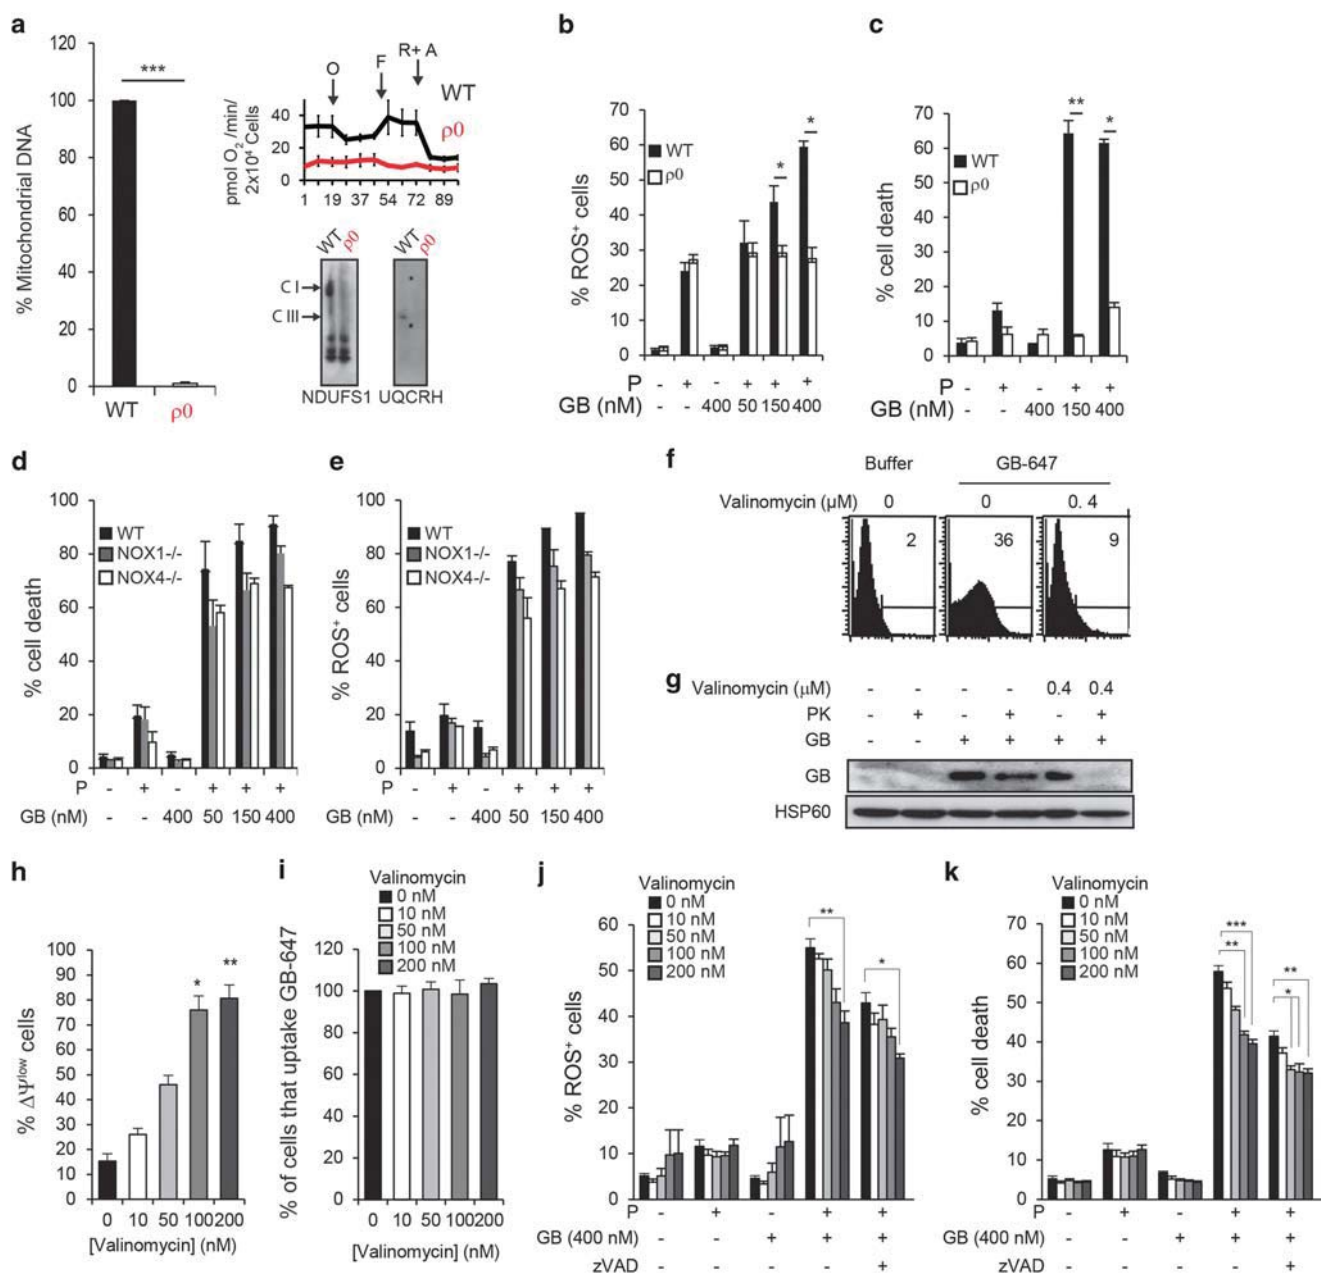 a
120
100
80
60
40
20
0
% Mitochondrial DNA
***
WT
ρ0
O
F
R+ A
WT
ρ0
40
20
0
pmol O2/min/
2x10⁴ Cells
1 19 37 54 72 89
WT ρ0
WT ρ0
C I
C III
NDUFS1 UQCRH
b
70
60
50
40
30
20
10
0
% ROS⁺ cells
WT
ρ0
*
*
P - + - + + +
GB (nM) - - 400 50 150 400
c
70
60
50
40
30
20
10
0
% cell death
WT
ρ0
**
*
P - + - + +
GB (nM) - - 400 150 400
d
100
80
60
40
20
0
% cell death
WT
NOX1-/-
NOX4-/-
P - + - + + +
GB (nM) - - 400 50 150 400
e
100
80
60
40
20
0
% ROS⁺ cells
WT
NOX1-/-
NOX4-/-
P - + - + + +
GB (nM) - - 400 50 150 400
f
Buffer GB-647
Valinomycin (µM) 0 0 0. 4
2 36 9
g
Valinomycin (µM) - - - - 0.4 0.4
PK - + - + - +
GB - - + + + +
GB
HSP60
h
100
90
80
70
60
50
40
30
20
10
0
% ΔΨˡᵒʷ cells
*
**
0 10 50 100 200
[Valinomycin] (nM)
i
Valinomycin
0 nM
10 nM
50 nM
100 nM
200 nM
120
100
80
60
40
20
0
% of cells that uptake GB-647
0 10 50 100 200
[Valinomycin] (nM)
j
Valinomycin
0 nM
10 nM
50 nM
100 nM
200 nM
60
50
40
30
20
10
0
% ROS⁺ cells
**
*
P - + - + +
GB (400 nM) - - + + +
zVAD - - - - +
k
Valinomycin
0 nM
10 nM
50 nM
100 nM
200 nM
70
60
50
40
30
20
10
0
% cell death
***
**
**
*
P - + - + +
GB (400 nM) - - + + +
zVAD - - - - +